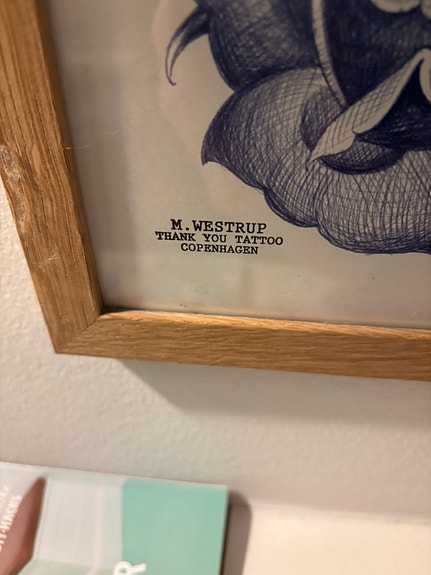 M.WESTRUP
THANK YOU TATTOO
COPENHAGEN
R